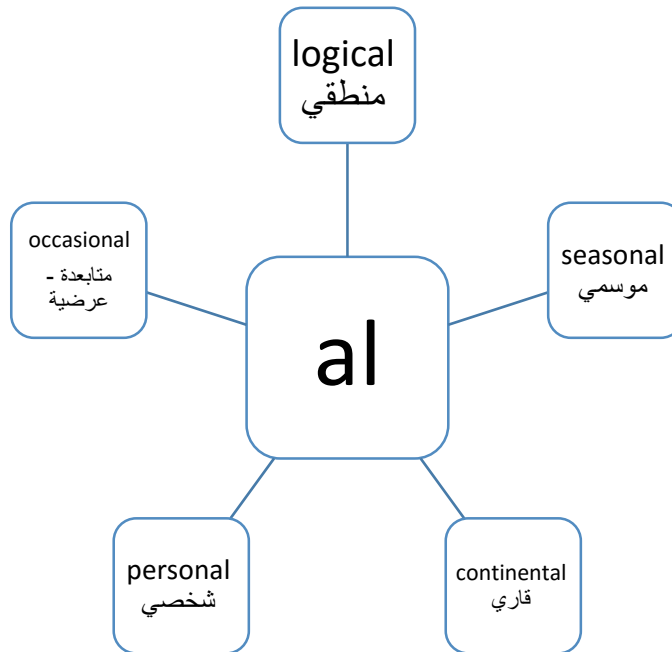 logical
منطقي
occasional
متابعدة -
عرضية
seasonal
موسمي
al
personal
شخصي
continental
قاري